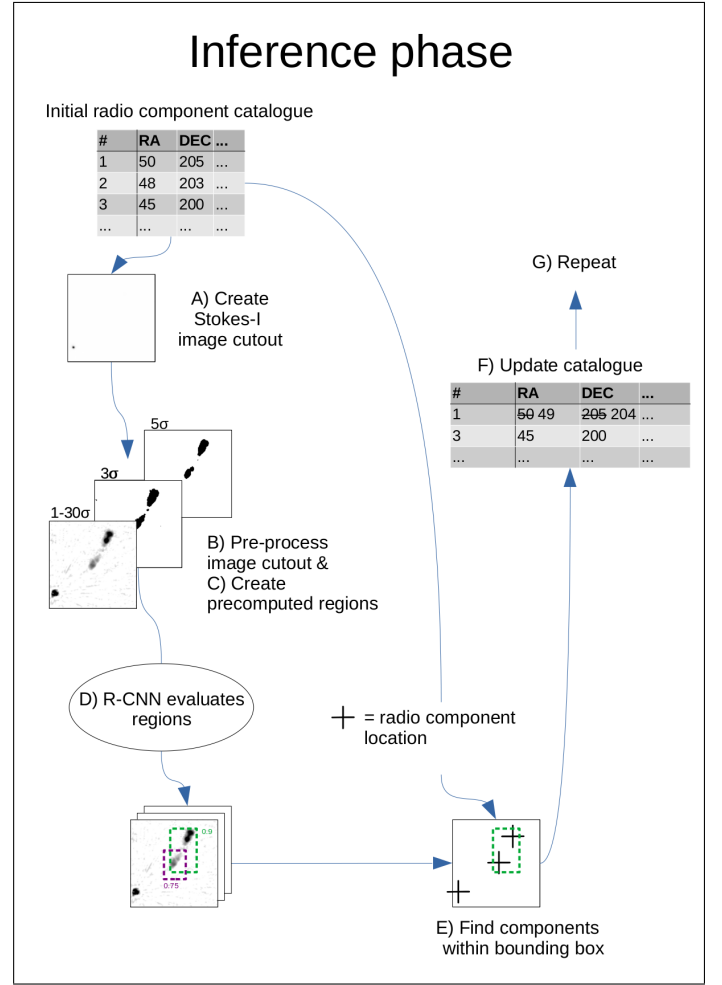 Inference phase
Initial radio component catalogue
# RA DEC ...
1 50 205 ...
2 48 203 ...
3 45 200 ...
... ... ... ...
A) Create
Stokes-I
image cutout
5σ
3σ
1-30σ
B) Pre-process
image cutout &
C) Create
precomputed regions
D) R-CNN evaluates
regions
0.9
0.75
= radio component
location
E) Find components
within bounding box
F) Update catalogue
# RA DEC ...
1 50 49 205 204 ...
3 45 200 ...
... ... ... ...
G) Repeat